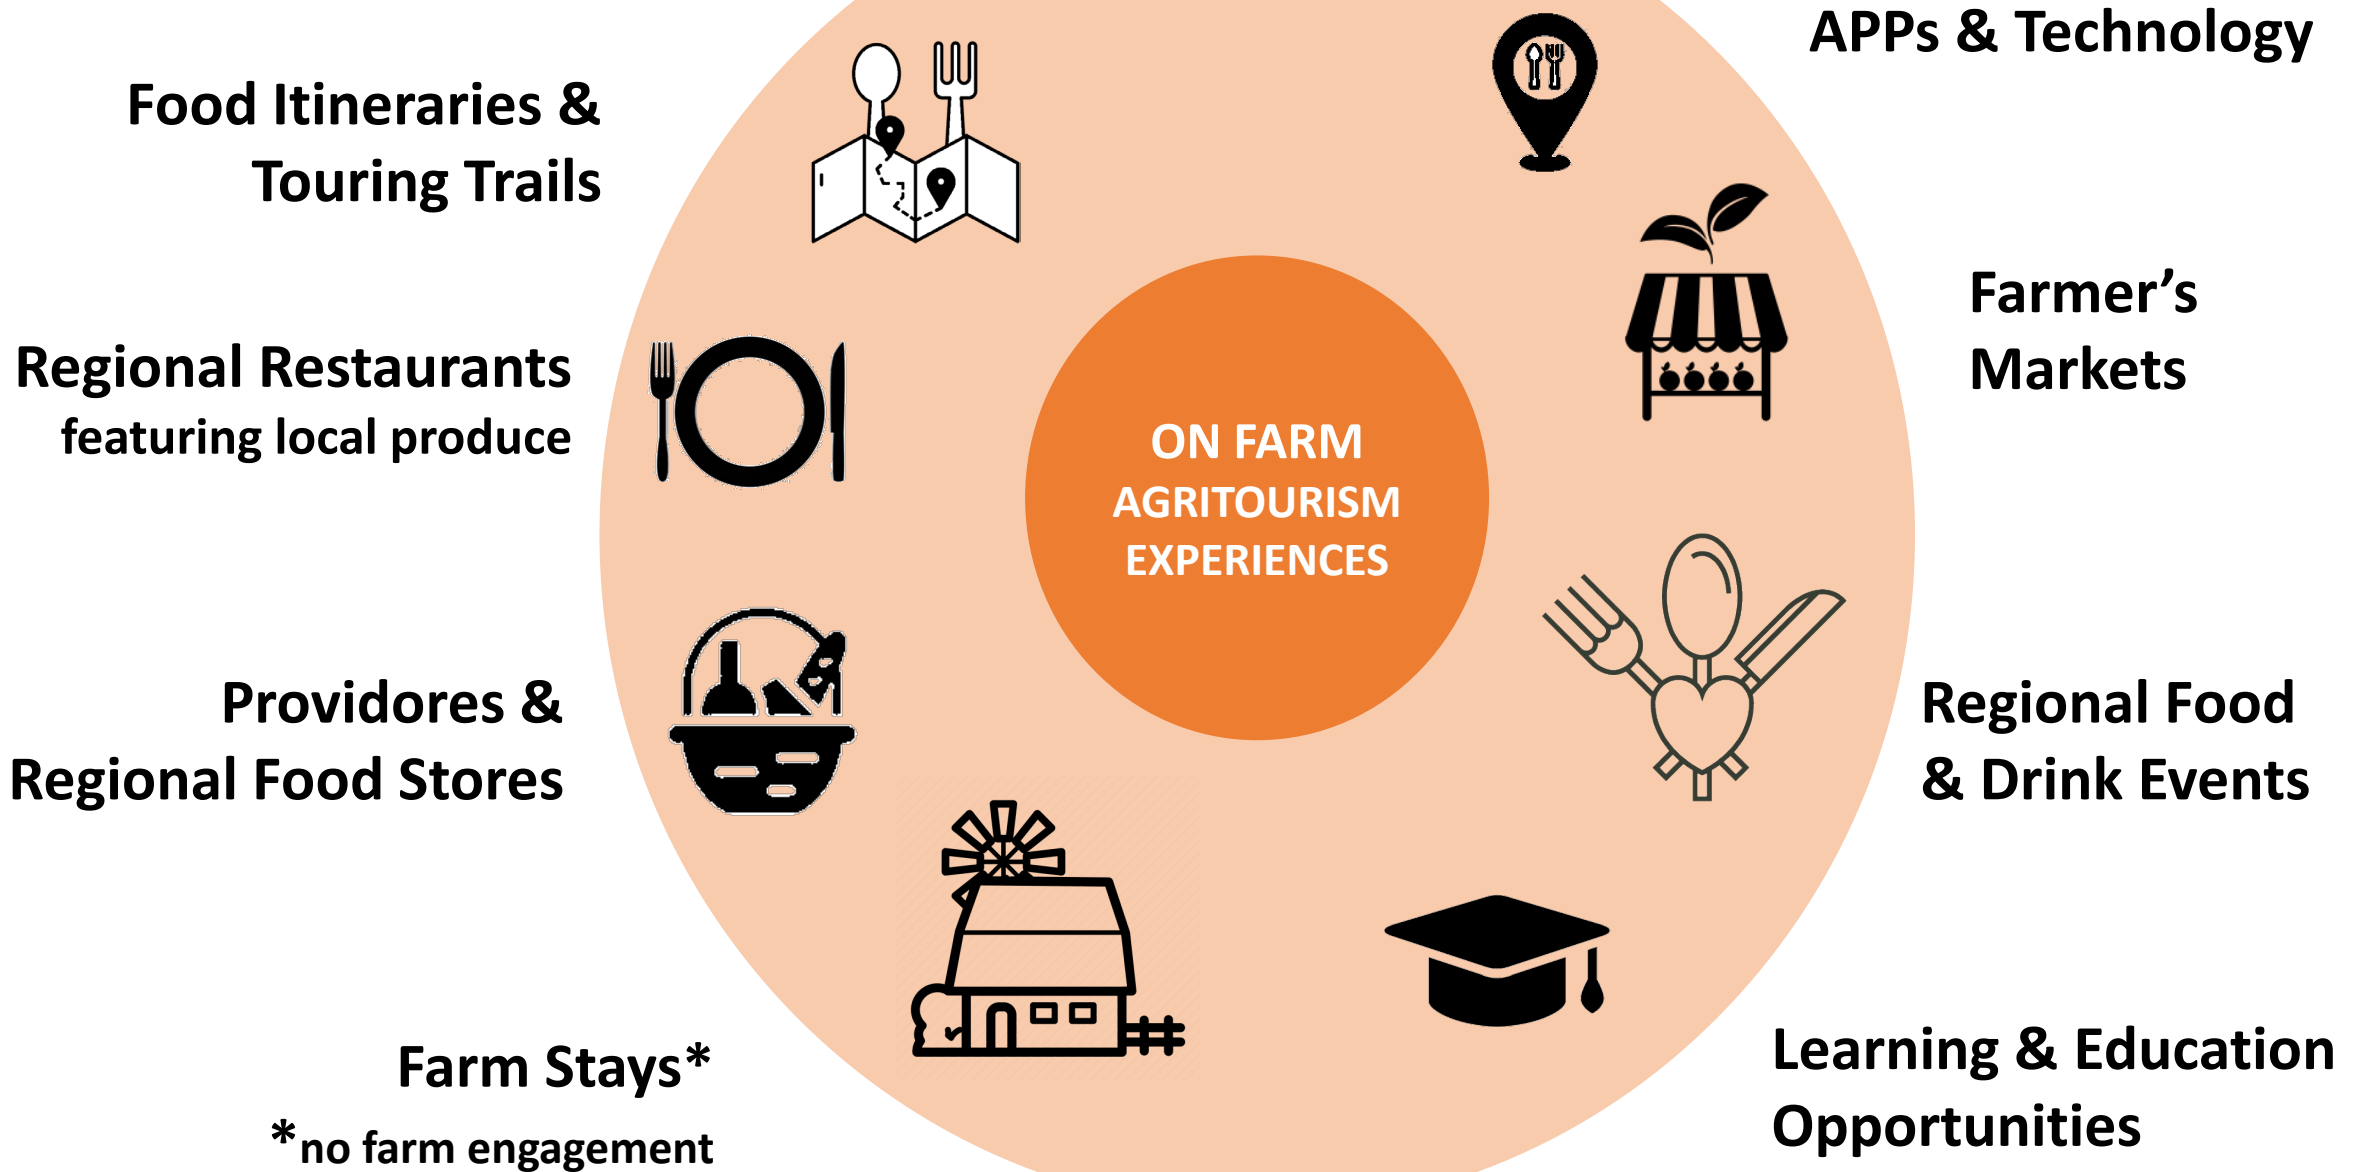 APPs & Technology
Food Itineraries &
Touring Trails
Farmer’s
Markets
Regional Restaurants
featuring local produce
ON FARM
AGRITOURISM
EXPERIENCES
Providores &
Regional Food Stores
Regional Food
& Drink Events
Farm Stays*
*no farm engagement
Learning & Education
Opportunities